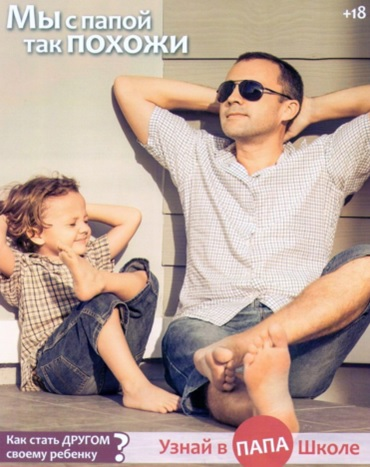 Мы с папой
так похожи
+18
Как стать ДРУГОМ
своему ребенку ?
Узнай в ПАПА Школе